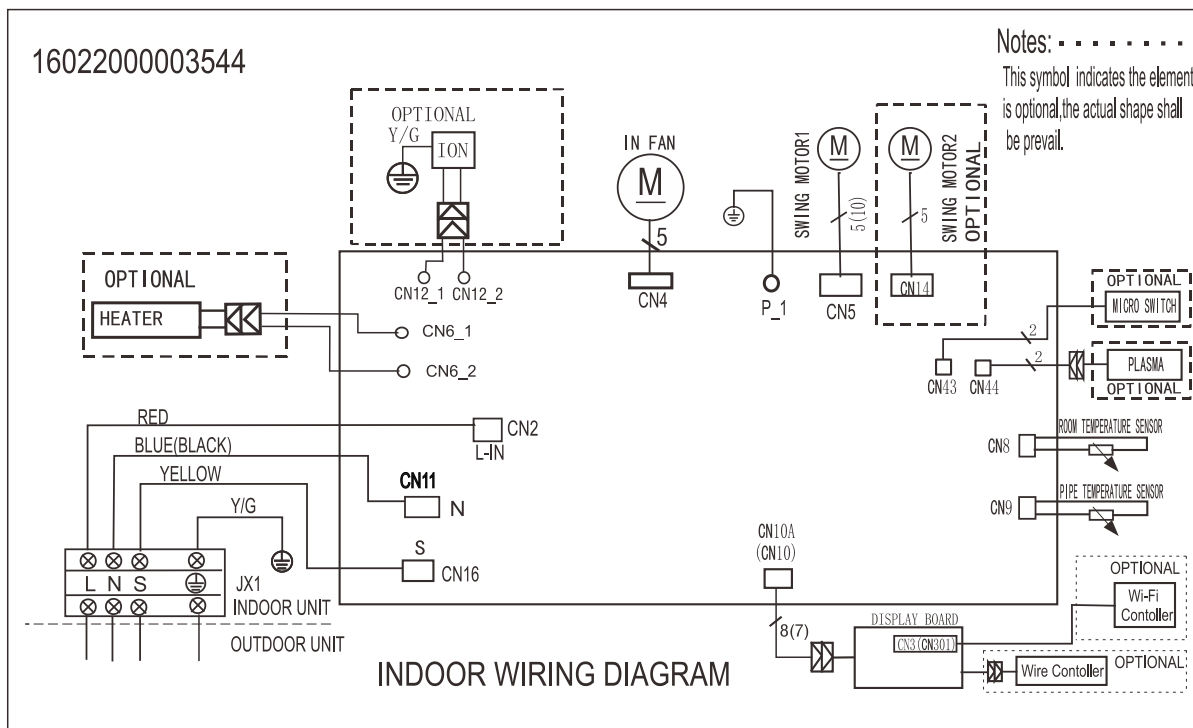 16022000003544
Notes:
This symbol indicates the element
is optional,the actual shape shall
be prevail.
OPTIONAL
Y/G
ION
IN FAN
M
5
SWING MOTOR1
M
5(10)
M
5
SWING MOTOR2
OPTIONAL
CN12_1
CN12_2
CN4
P_1
CN5
CN14
OPTIONAL
HEATER
CN6_1
CN6_2
OPTIONAL
MICRO SWITCH
2
2
PLASMA
OPTIONAL
CN43
CN44
RED
CN2
L-IN
BLUE(BLACK)
CN11
N
YELLOW
Y/G
S
CN16
CN8
ROOM TEMPERATURE SENSOR
CN9
PIPE TEMPERATURE SENSOR
L N S
JX1
INDOOR UNIT
OUTDOOR UNIT
CN10A
(CN10)
8(7)
DISPLAY BOARD
CN3(CN301)
OPTIONAL
Wi-Fi
Contoller
Wire Contoller
OPTIONAL
INDOOR WIRING DIAGRAM